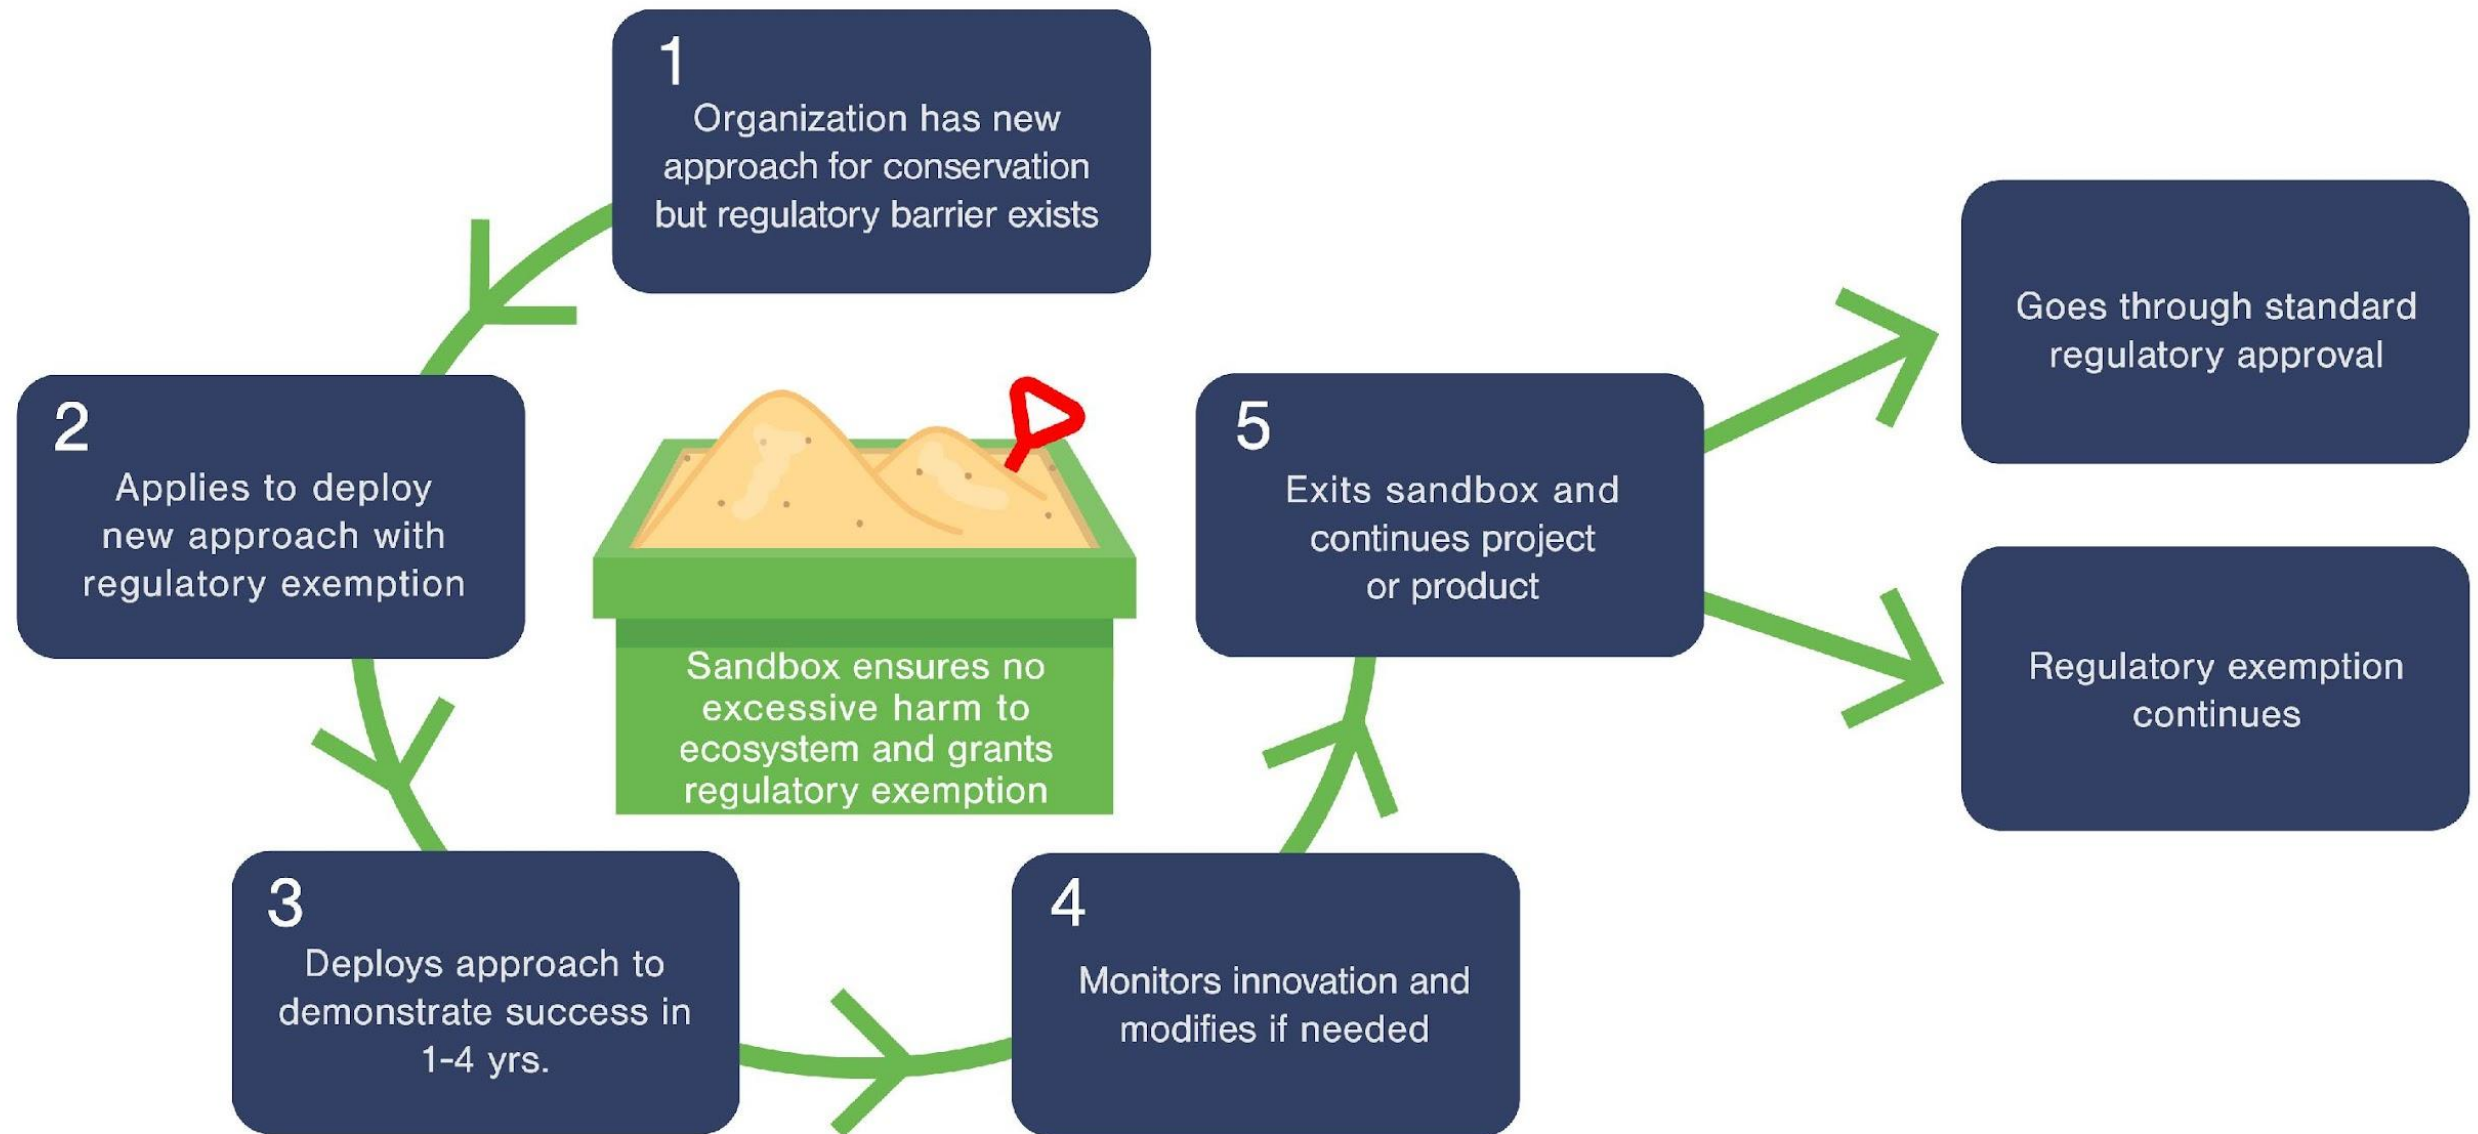 1
Organization has new
approach for conservation
but regulatory barrier exists
2
Applies to deploy
new approach with
regulatory exemption
3
Deploys approach to
demonstrate success in
1-4 yrs.
4
Monitors innovation and
modifies if needed
5
Exits sandbox and
continues project
or product
Goes through standard
regulatory approval
Regulatory exemption
continues
Sandbox ensures no
excessive harm to
ecosystem and grants
regulatory exemption